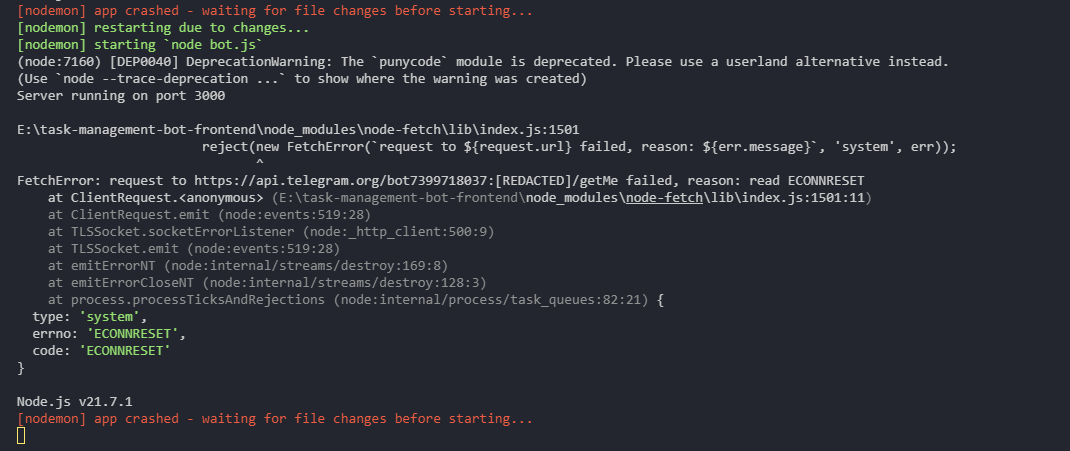 [nodemon] app crashed - waiting for file changes before starting...
[nodemon] restarting due to changes...
[nodemon] starting `node bot.js`
(node:7160) [DEP0040] DeprecationWarning: The `punycode` module is deprecated. Please use a userland alternative instead.
(Use `node --trace-deprecation ...` to show where the warning was created)
Server running on port 3000

E:\task-management-bot-frontend\node_modules\node-fetch\lib\index.js:1501
                        reject(new FetchError(`request to ${request.url} failed, reason: ${err.message}`, 'system', err));
                               ^
FetchError: request to https://api.telegram.org/bot7399718037:[REDACTED]/getMe failed, reason: read ECONNRESET
    at ClientRequest.<anonymous> (E:\task-management-bot-frontend\node_modules\node-fetch\lib\index.js:1501:11)
    at ClientRequest.emit (node:events:519:28)
    at TLSSocket.socketErrorListener (node:_http_client:500:9)
    at TLSSocket.emit (node:events:519:28)
    at emitErrorNT (node:internal/streams/destroy:169:8)
    at emitErrorCloseNT (node:internal/streams/destroy:128:3)
    at process.processTicksAndRejections (node:internal/process/task_queues:82:21) {
  type: 'system',
  errno: 'ECONNRESET',
  code: 'ECONNRESET'
}

Node.js v21.7.1
[nodemon] app crashed - waiting for file changes before starting...